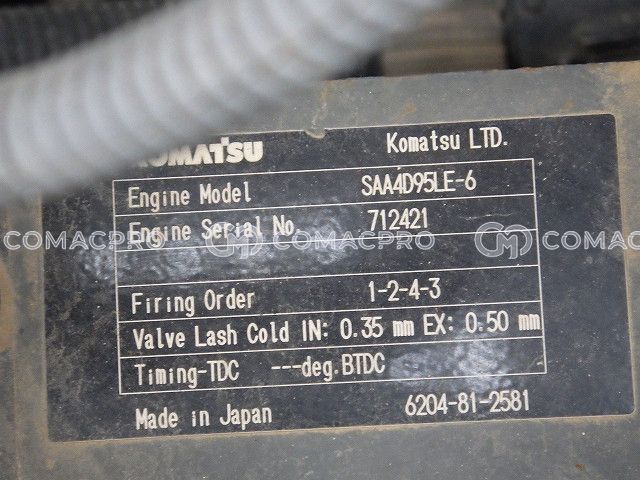 KOMATSU Komatsu LTD.
Engine Model SAA4D95LE-6
Engine Serial No 712421
COMACPRO COMACPRO COMACPRO
Firing Order 1-2-4-3
Valve Lash Cold IN: 0.35 mm EX: 0.50 mm
Timing-TDC ---deg.BTDC
Made in Japan 6204-81-2581